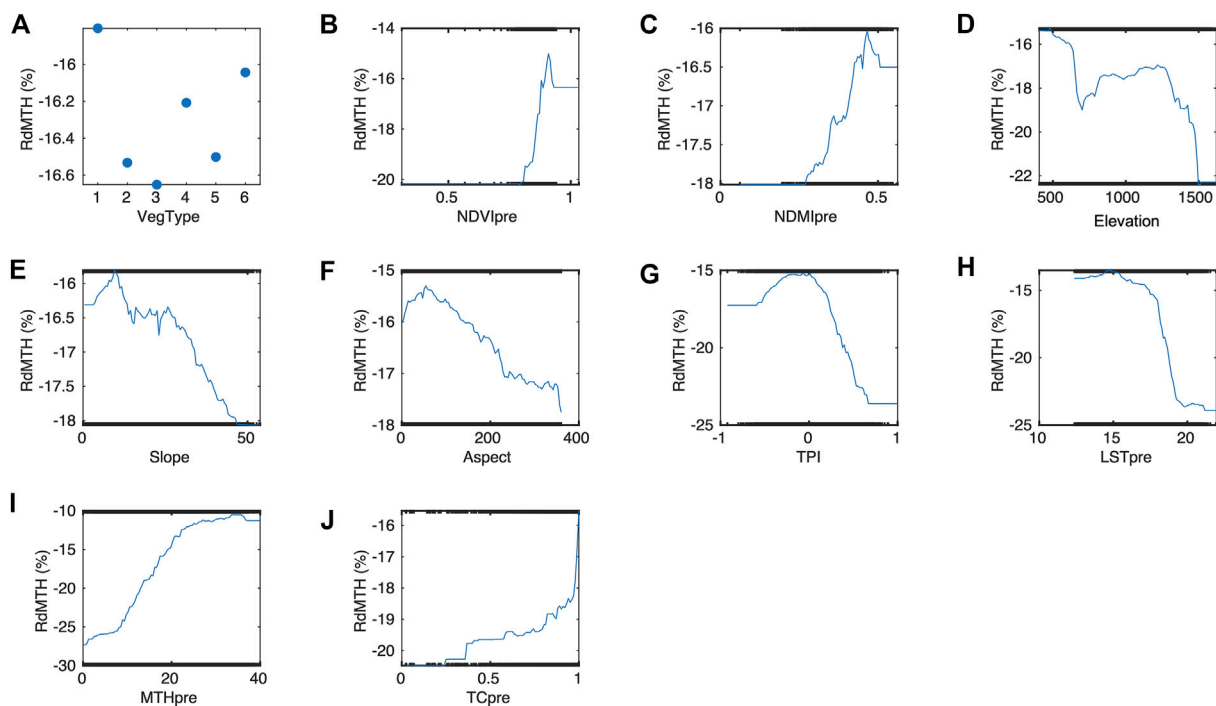 A
RdMTH (%)
-16
-16.2
-16.4
-16.6
1 2 3 4 5 6
VegType
B
RdMTH (%)
-14
-16
-18
-20
0.5 1
NDVIpre
C
RdMTH (%)
-16
-16.5
-17
-17.5
-18
0 0.5
NDMIpre
D
RdMTH (%)
-16
-18
-20
-22
500 1000 1500
Elevation
E
RdMTH (%)
-16
-16.5
-17
-17.5
-18
0 50
Slope
F
RdMTH (%)
-15
-16
-17
-18
0 200 400
Aspect
G
RdMTH (%)
-15
-20
-25
-1 0 1
TPI
H
RdMTH (%)
-15
-20
-25
10 15 20
LSTpre
I
RdMTH (%)
-10
-15
-20
-25
-30
0 20 40
MTHpre
J
RdMTH (%)
-16
-17
-18
-19
-20
0 0.5 1
TCpre